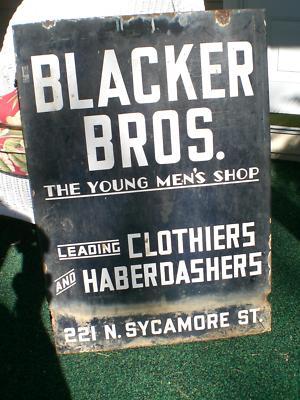 BLACKER
BROS.
THE YOUNG MEN'S SHOP
LEADING CLOTHIERS
AND HABERDASHERS
221 N. SYCAMORE ST.